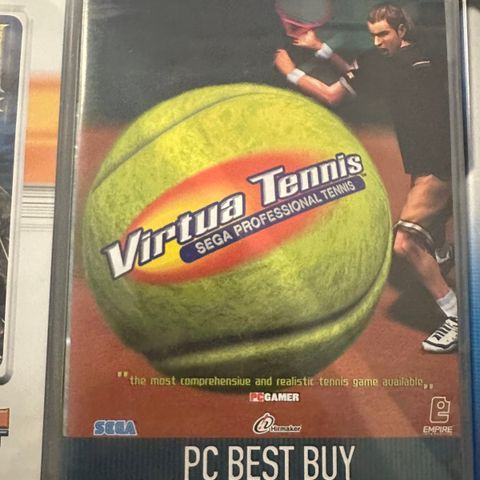 Virtua Tennis™
SEGA PROFESSIONAL TENNIS
"the most comprehensive and realistic tennis game available"
PC GAMER
SEGA
Hitmaker
EMPIRE
PC BEST BUY